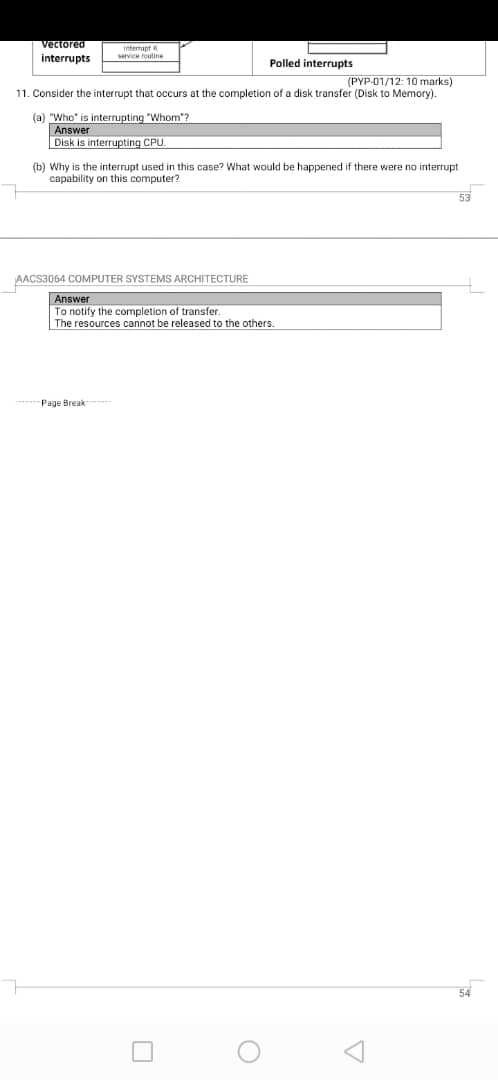 Vectored
interrupts
interrupt K
service routine
Polled interrupts
(PYP-01/12: 10 marks)
11. Consider the interrupt that occurs at the completion of a disk transfer (Disk to Memory).
(a) "Who" is interrupting "Whom"?
Answer
Disk is interrupting CPU.
(b) Why is the interrupt used in this case? What would be happened if there were no interrupt
capability on this computer?
53
AACS3064 COMPUTER SYSTEMS ARCHITECTURE
Answer
To notify the completion of transfer.
The resources cannot be released to the others.
Page Break
54